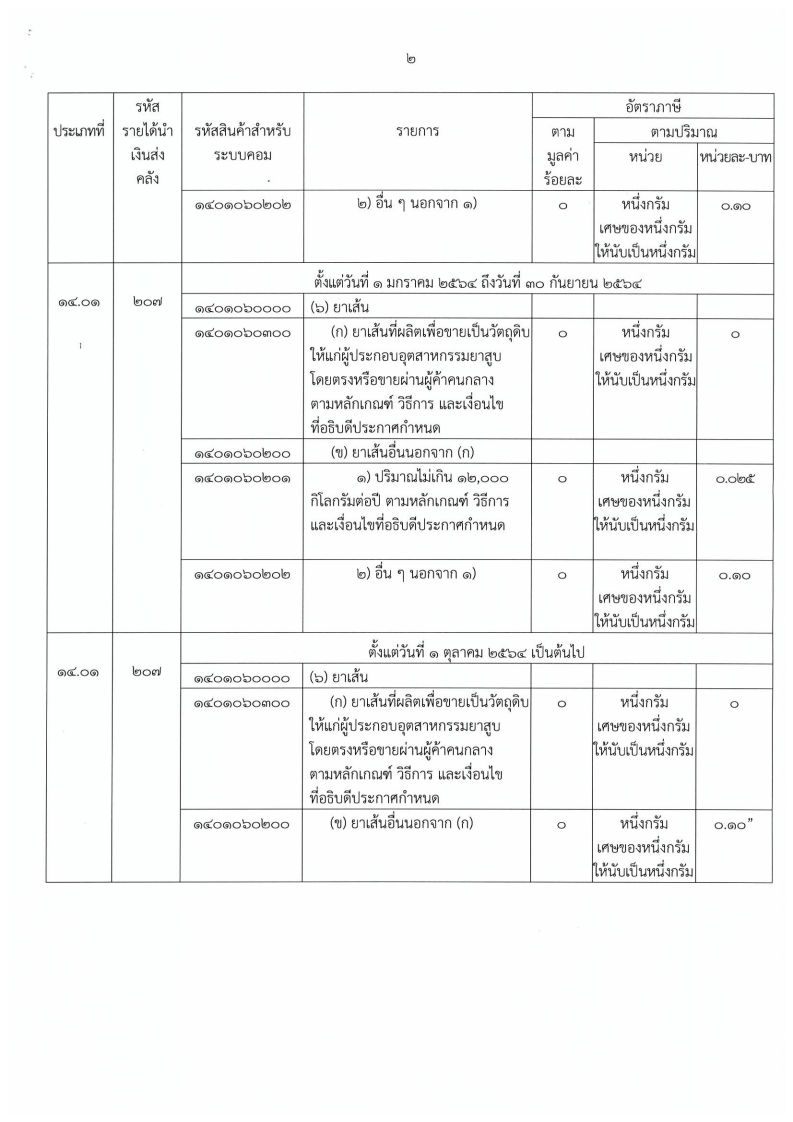 ๒
อัตราภาษี
รหัส
ประเภทที่ รายได้นำ รหัสสินค้าสำหรับ รายการ ตาม ตามปริมาณ
เงินส่ง ระบบคอม มูลค่า หน่วย หน่วยละ-บาท
คลัง ร้อยละ
๑๔๐๑๐๖๐๒๐๒ ๒) อื่น ๆ นอกจาก ๑) ๐ หนึ่งกรัม ๐.๑๐
เศษของหนึ่งกรัม
ให้นับเป็นหนึ่งกรัม
ตั้งแต่วันที่ ๑ มกราคม ๒๕๖๔ ถึงวันที่ ๓๐ กันยายน ๒๕๖๔
๑๔.๐๑ ๒๐๗ ๑๔๐๑๐๖๐๐๐๐ (๖) ยาเส้น
๑๔๐๑๐๖๐๓๐๐ (ก) ยาเส้นที่ผลิตเพื่อขายเป็นวัตถุดิบ ๐ หนึ่งกรัม ๐
ให้แก่ผู้ประกอบอุตสาหกรรมยาสูบ เศษของหนึ่งกรัม
โดยตรงหรือขายผ่านผู้ค้าคนกลาง ให้นับเป็นหนึ่งกรัม
ตามหลักเกณฑ์ วิธีการ และเงื่อนไข
ที่อธิบดีประกาศกำหนด
๑๔๐๑๐๖๐๒๐๐ (ข) ยาเส้นอื่นนอกจาก (ก)
๑๔๐๑๐๖๐๒๐๑ ๑) ปริมาณไม่เกิน ๑๒,๐๐๐ ๐ หนึ่งกรัม ๐.๐๒๕
กิโลกรัมต่อปี ตามหลักเกณฑ์ วิธีการ เศษของหนึ่งกรัม
และเงื่อนไขที่อธิบดีประกาศกำหนด ให้นับเป็นหนึ่งกรัม
๑๔๐๑๐๖๐๒๐๒ ๒) อื่น ๆ นอกจาก ๑) ๐ หนึ่งกรัม ๐.๑๐
เศษของหนึ่งกรัม
ให้นับเป็นหนึ่งกรัม
ตั้งแต่วันที่ ๑ ตุลาคม ๒๕๖๔ เป็นต้นไป
๑๔.๐๑ ๒๐๗ ๑๔๐๑๐๖๐๐๐๐ (๖) ยาเส้น
๑๔๐๑๐๖๐๓๐๐ (ก) ยาเส้นที่ผลิตเพื่อขายเป็นวัตถุดิบ ๐ หนึ่งกรัม ๐
ให้แก่ผู้ประกอบอุตสาหกรรมยาสูบ เศษของหนึ่งกรัม
โดยตรงหรือขายผ่านผู้ค้าคนกลาง ให้นับเป็นหนึ่งกรัม
ตามหลักเกณฑ์ วิธีการ และเงื่อนไข
ที่อธิบดีประกาศกำหนด
๑๔๐๑๐๖๐๒๐๐ (ข) ยาเส้นอื่นนอกจาก (ก) ๐ หนึ่งกรัม ๐.๑๐”
เศษของหนึ่งกรัม
ให้นับเป็นหนึ่งกรัม